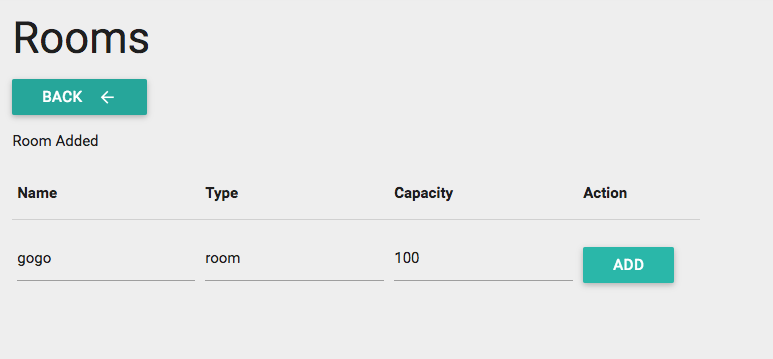 Rooms
BACK
Room Added
Name Type Capacity Action
gogo room 100 ADD